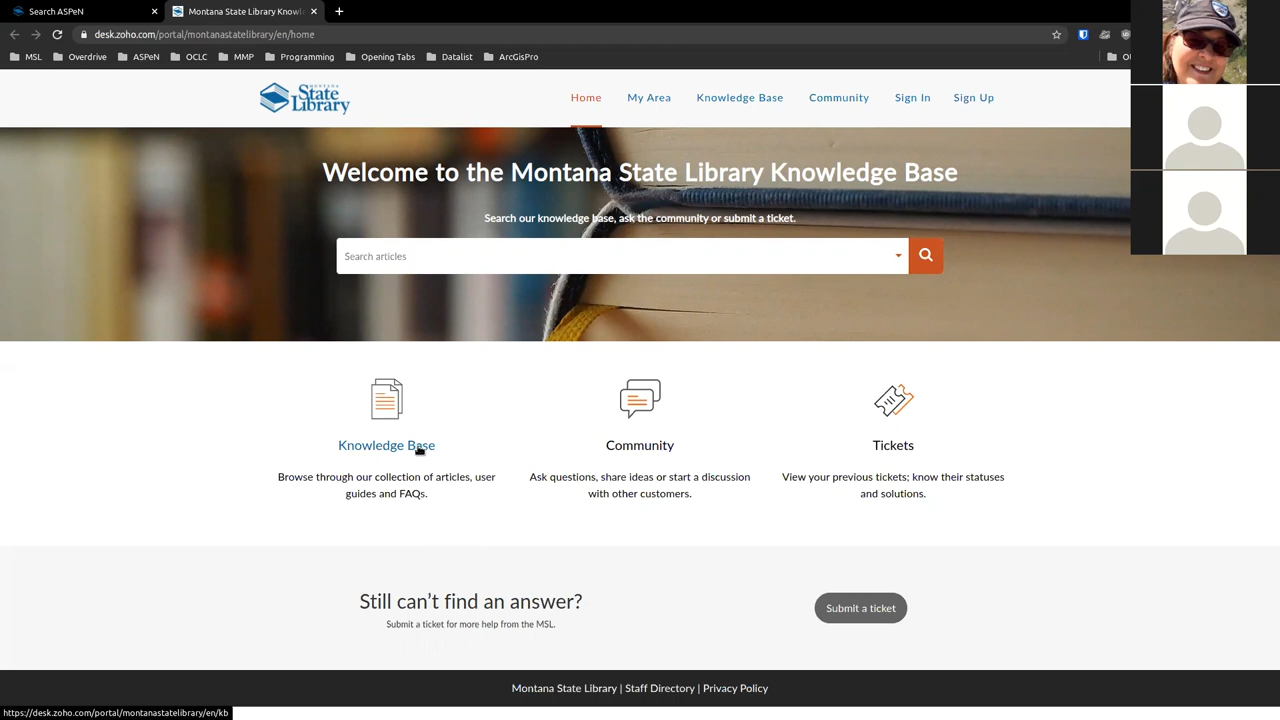 Search ASPeN
Montana State Library Knowl
desk.zoho.com/portal/montanastatelibrary/en/home
MSL Overdrive ASPeN OCLC MMP Programming Opening Tabs Datalist ArcGisPro
MONTANA
State
Library
Home My Area Knowledge Base Community Sign In Sign Up
Welcome to the Montana State Library Knowledge Base
Search our knowledge base, ask the community or submit a ticket.
Search articles
Knowledge Base
Browse through our collection of articles, user
guides and FAQs.
Community
Ask questions, share ideas or start a discussion
with other customers.
Tickets
View your previous tickets; know their statuses
and solutions.
Still can’t find an answer?
Submit a ticket for more help from the MSL.
Submit a ticket
Montana State Library | Staff Directory | Privacy Policy
https://desk.zoho.com/portal/montanastatelibrary/en/kb